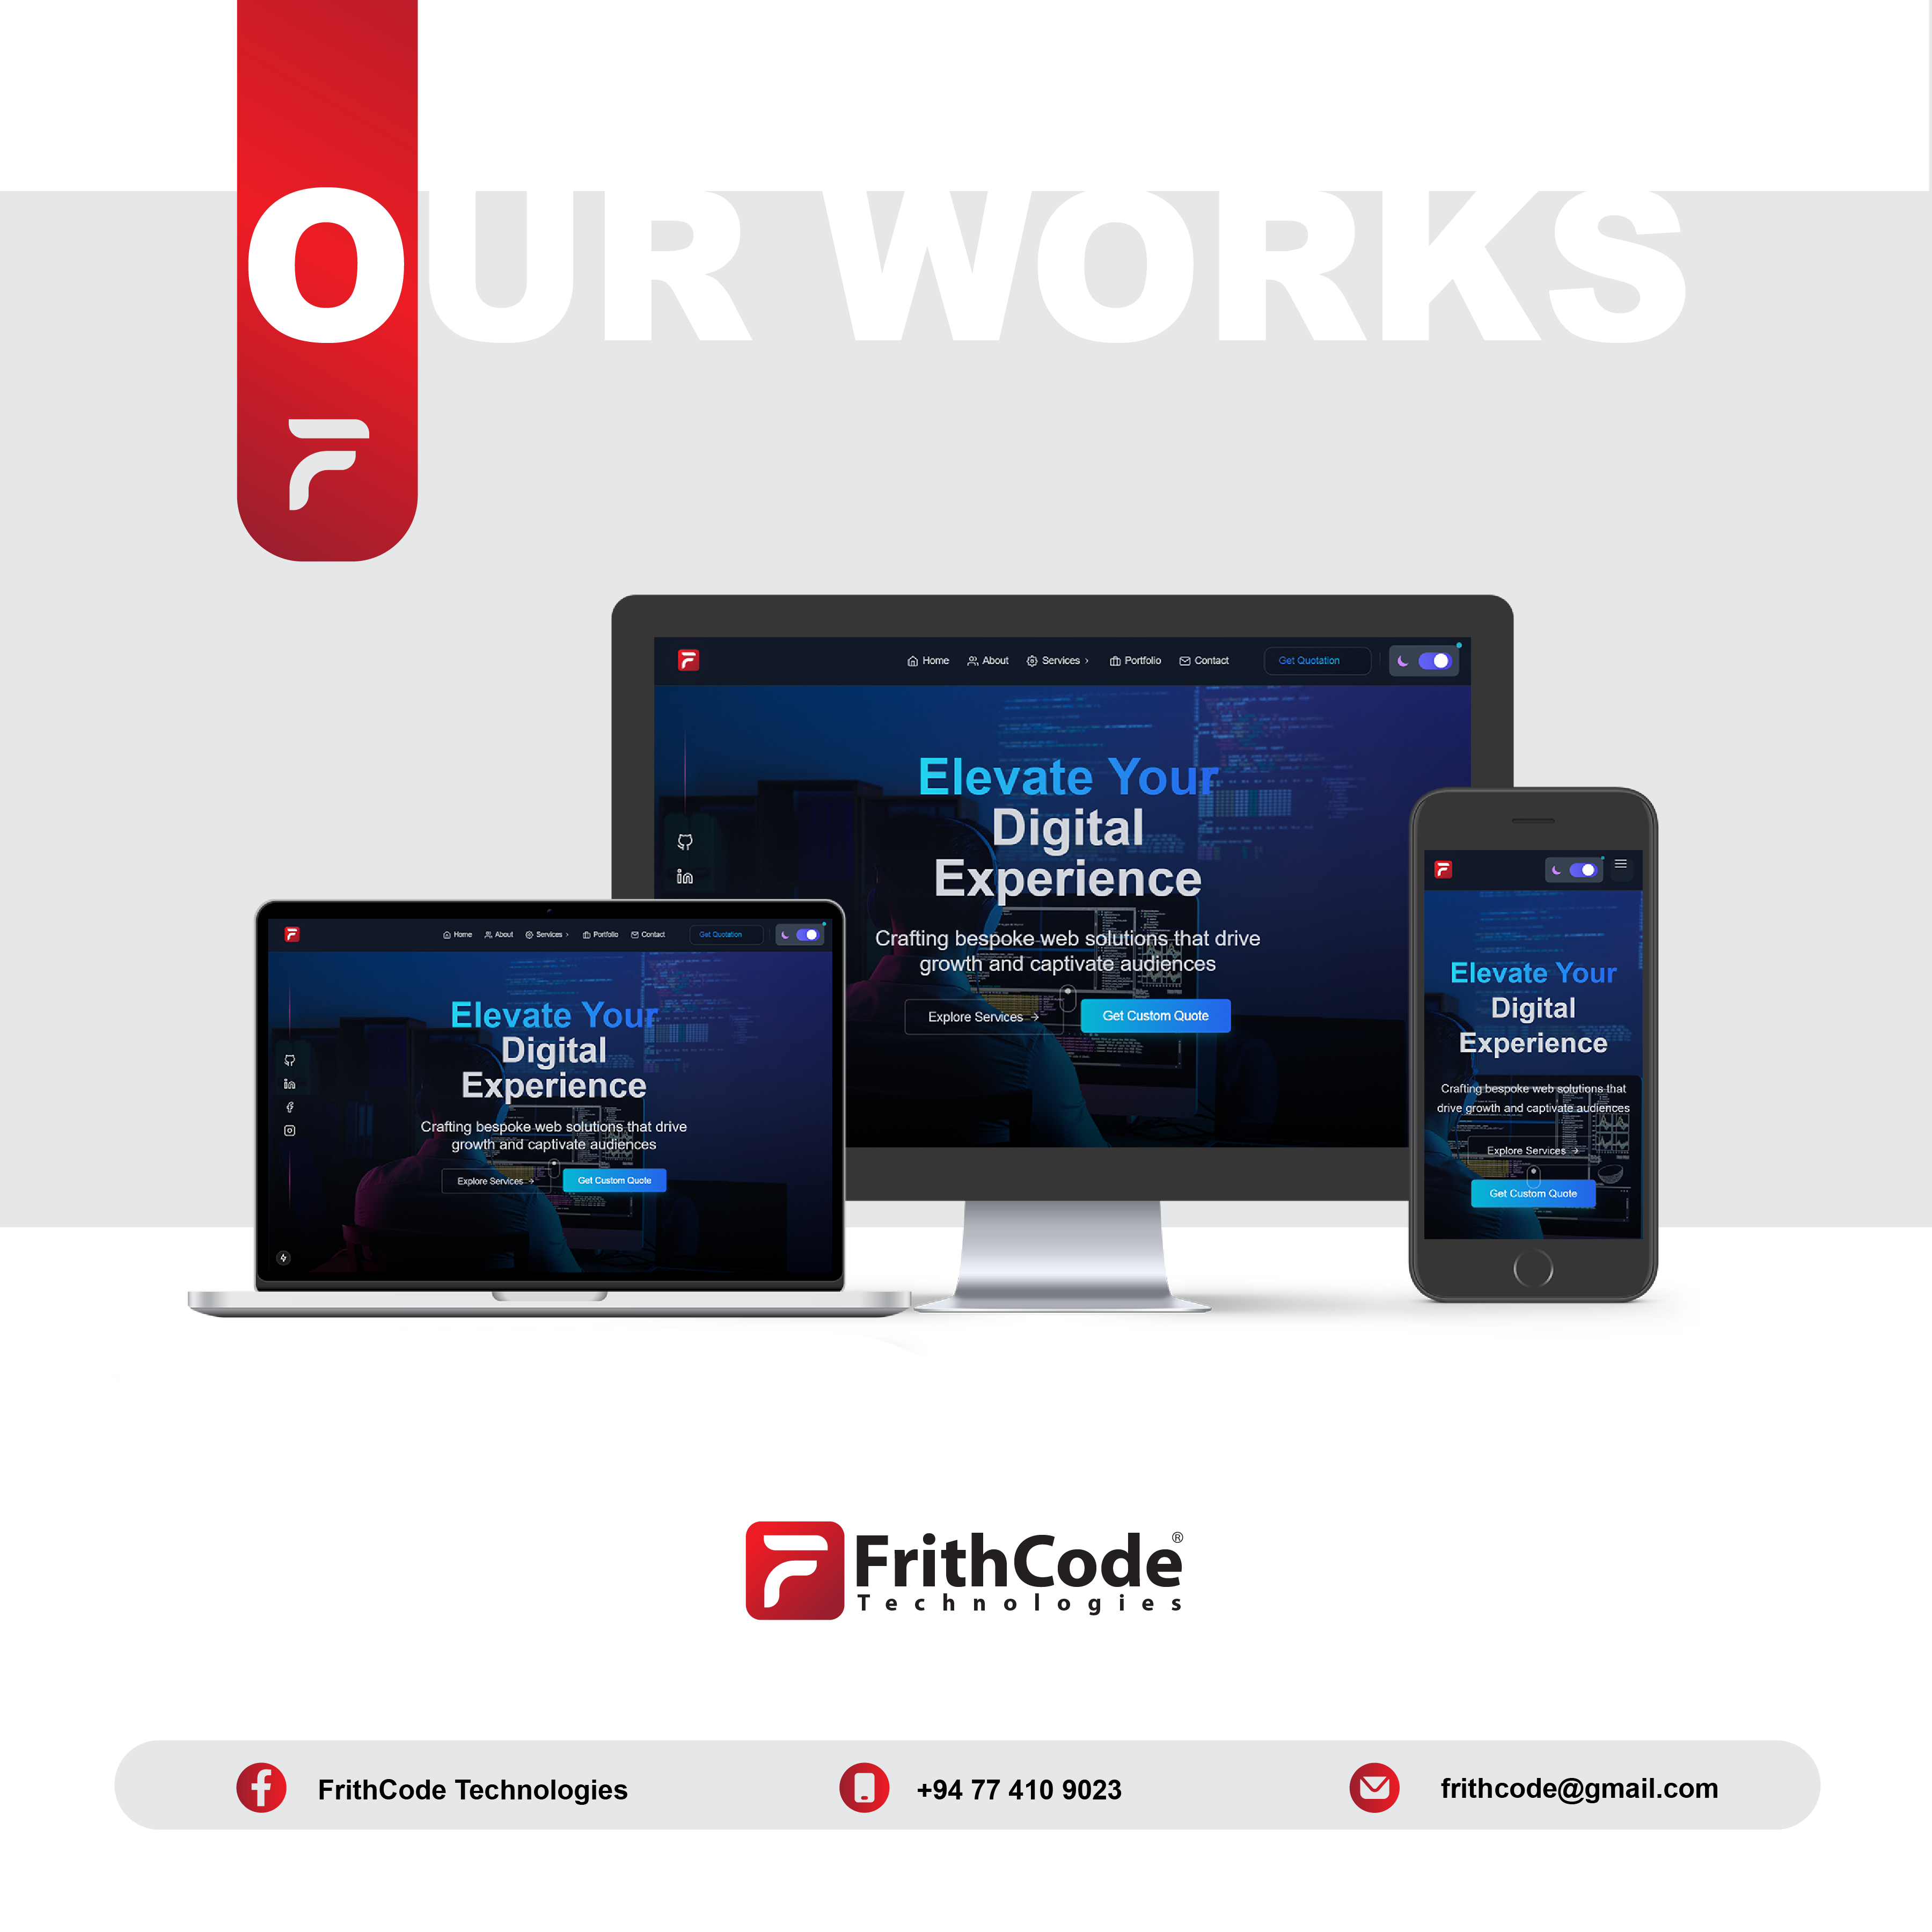 OUR WORKS
Home About Services Portfolio Contact Get Quotation
Elevate Your
Digital
Experience
Crafting bespoke web solutions that drive
growth and captivate audiences
Explore Services → Get Custom Quote
Home About Services Portfolio Contact Get Quotation
Elevate Your
Digital
Experience
Crafting bespoke web solutions that drive
growth and captivate audiences
Explore Services → Get Custom Quote
Elevate Your
Digital
Experience
Crafting bespoke web solutions that
drive growth and captivate audiences
Explore Services →
Get Custom Quote
FrithCode®
Technologies
FrithCode Technologies
+94 77 410 9023
frithcode@gmail.com